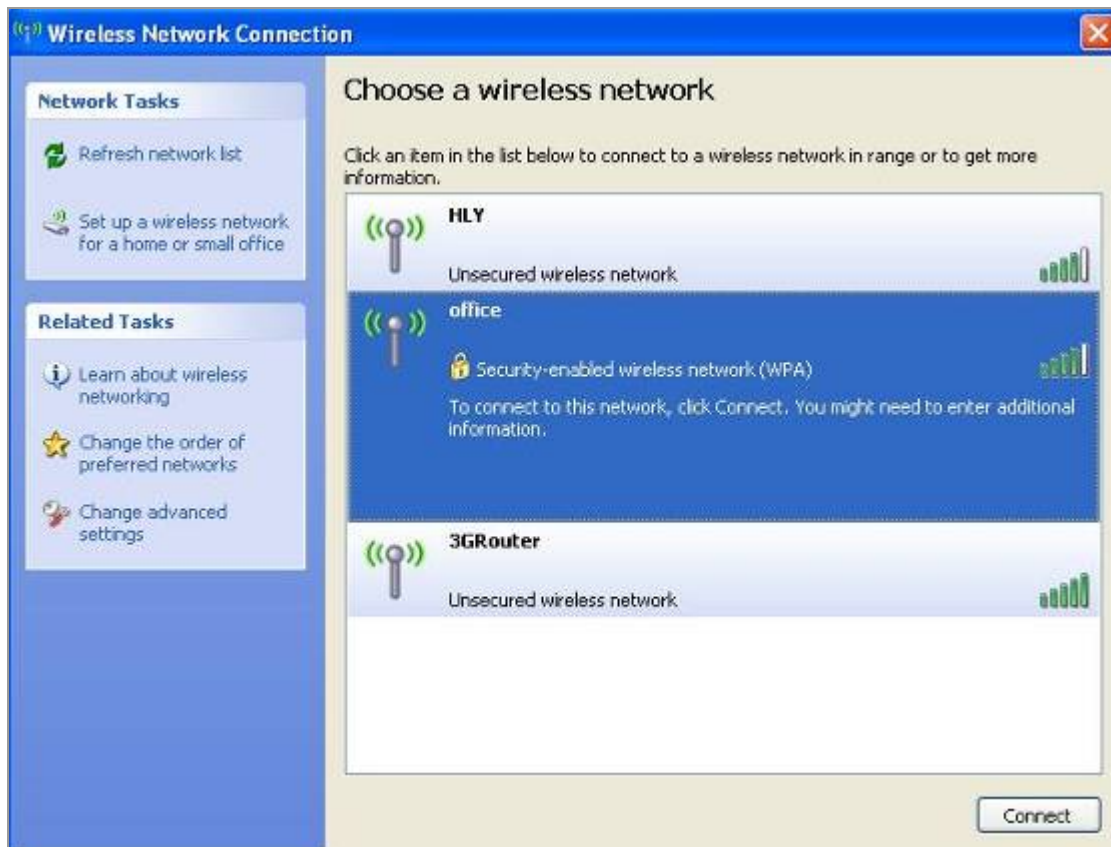 Wireless Network Connection
Network Tasks
Refresh network list
Set up a wireless network
for a home or small office
Related Tasks
Learn about wireless
networking
Change the order of
preferred networks
Change advanced
settings
Choose a wireless network
Click an item in the list below to connect to a wireless network in range or to get more
information.
HLY
Unsecured wireless network
office
Security-enabled wireless network (WPA)
To connect to this network, click Connect. You might need to enter additional
information.
3GRouter
Unsecured wireless network
Connect